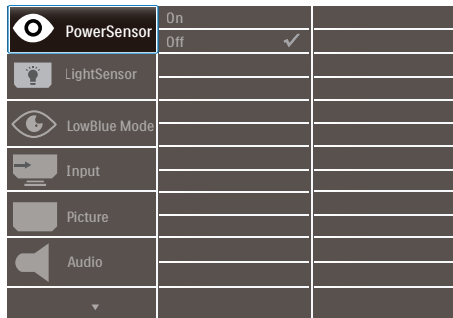 PowerSensor
On
Off
LightSensor
LowBlue Mode
Input
Picture
Audio